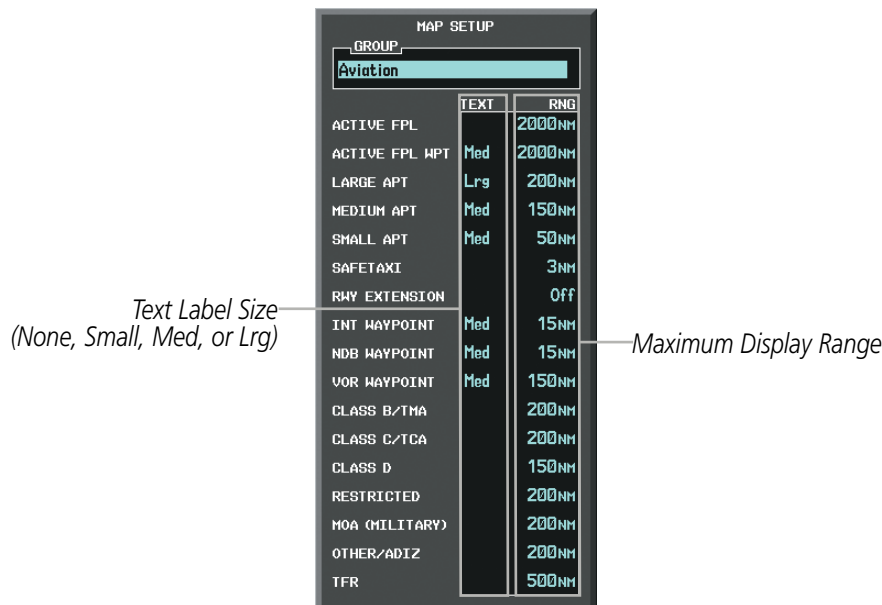 MAP SETUP
GROUP
Aviation
TEXT RNG
ACTIVE FPL 2000NM
ACTIVE FPL WPT Med 2000NM
LARGE APT Lrg 200NM
MEDIUM APT Med 150NM
SMALL APT Med 50NM
SAFETAXI 3NM
RWY EXTENSION Off
INT WAYPOINT Med 15NM
NDB WAYPOINT Med 15NM
VOR WAYPOINT Med 150NM
CLASS B/TMA 200NM
CLASS C/TCA 200NM
CLASS D 150NM
RESTRICTED 200NM
MOA (MILITARY) 200NM
OTHER/ADIZ 200NM
TFR 500NM
Text Label Size
(None, Small, Med, or Lrg)
Maximum Display Range